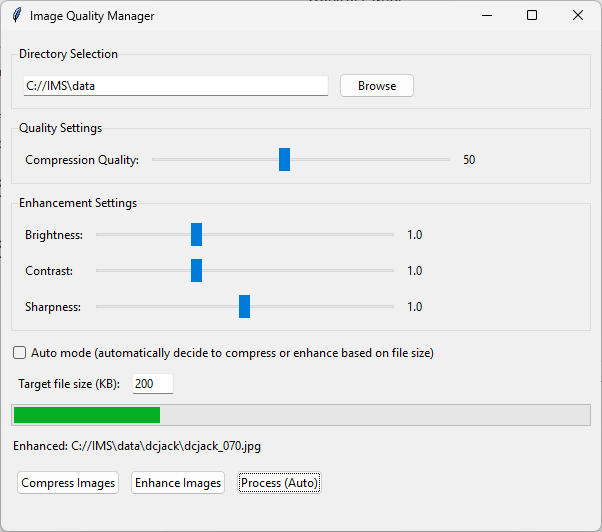 Image Quality Manager
Directory Selection
C://IMS\data
Browse
Quality Settings
Compression Quality:
50
Enhancement Settings
Brightness:
1.0
Contrast:
1.0
Sharpness:
1.0
Auto mode (automatically decide to compress or enhance based on file size)
Target file size (KB):
200
Enhanced: C://IMS\data\dcjack\dcjack_070.jpg
Compress Images
Enhance Images
Process (Auto)